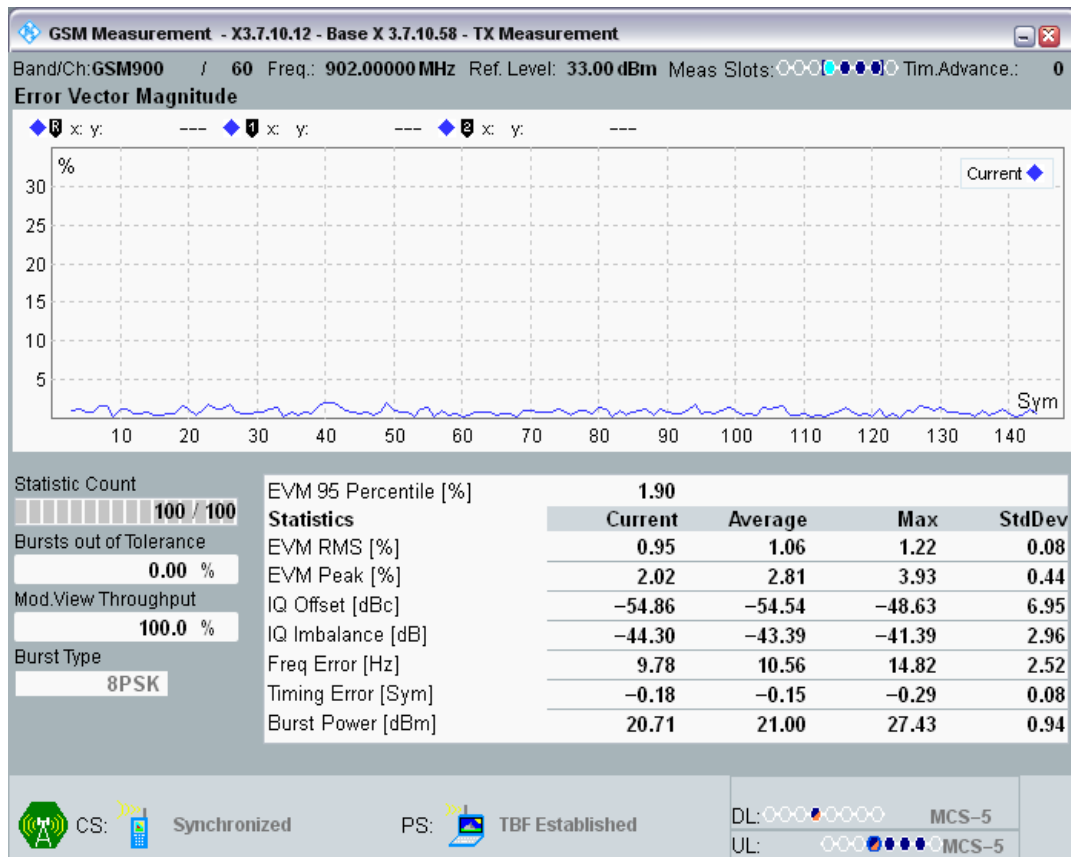 GSM Measurement - X3.7.10.12 - Base X 3.7.10.58 - TX Measurement
Band/Ch:GSM900 / 60 Freq.: 902.00000 MHz Ref. Level: 33.00 dBm Meas Slots: Tim.Advance.: 0
Error Vector Magnitude
R x: y: --- 1 x: y: --- 2 x: y: ---
%
Current
30
25
20
15
10
5
Sym
10 20 30 40 50 60 70 80 90 100 110 120 130 140
Statistic Count
100 / 100
Bursts out of Tolerance
0.00 %
Mod.View Throughput
100.0 %
Burst Type
8PSK
EVM 95 Percentile [%] 1.90
Statistics Current Average Max StdDev
EVM RMS [%] 0.95 1.06 1.22 0.08
EVM Peak [%] 2.02 2.81 3.93 0.44
IQ Offset [dBc] −54.86 −54.54 −48.63 6.95
IQ Imbalance [dB] −44.30 −43.39 −41.39 2.96
Freq Error [Hz] 9.78 10.56 14.82 2.52
Timing Error [Sym] −0.18 −0.15 −0.29 0.08
Burst Power [dBm] 20.71 21.00 27.43 0.94
CS: Synchronized PS: TBF Established
DL: MCS−5
UL: MCS−5